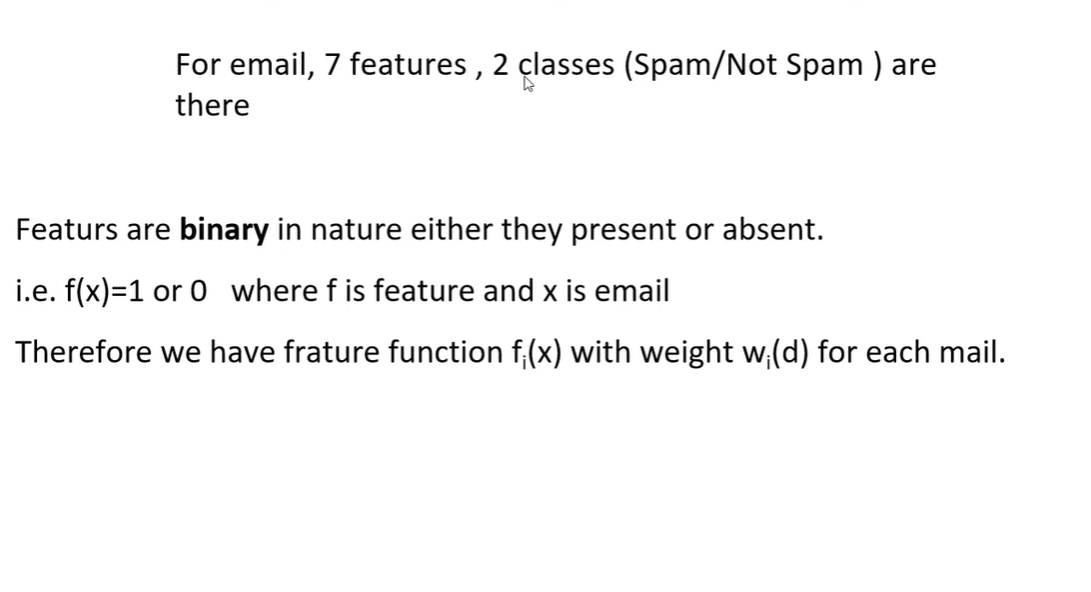 For email, 7 features , 2 classes (Spam/Not Spam ) are
there
Featurs are binary in nature either they present or absent.
i.e. f(x)=1 or 0 where f is feature and x is email
Therefore we have frature function fᵢ(x) with weight wᵢ(d) for each mail.